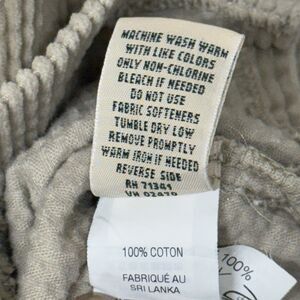 MACHINE WASH WARM
WITH LIKE COLORS
ONLY NON-CHLORINE
BLEACH IF NEEDED
DO NOT USE
FABRIC SOFTENERS
TUMBLE DRY LOW
REMOVE PROMPTLY
WARM IRON IF NEEDED
REVERSE SIDE
RH 71341
100% COTON
FABRIQUÉ AU
SRI LANKA
100%